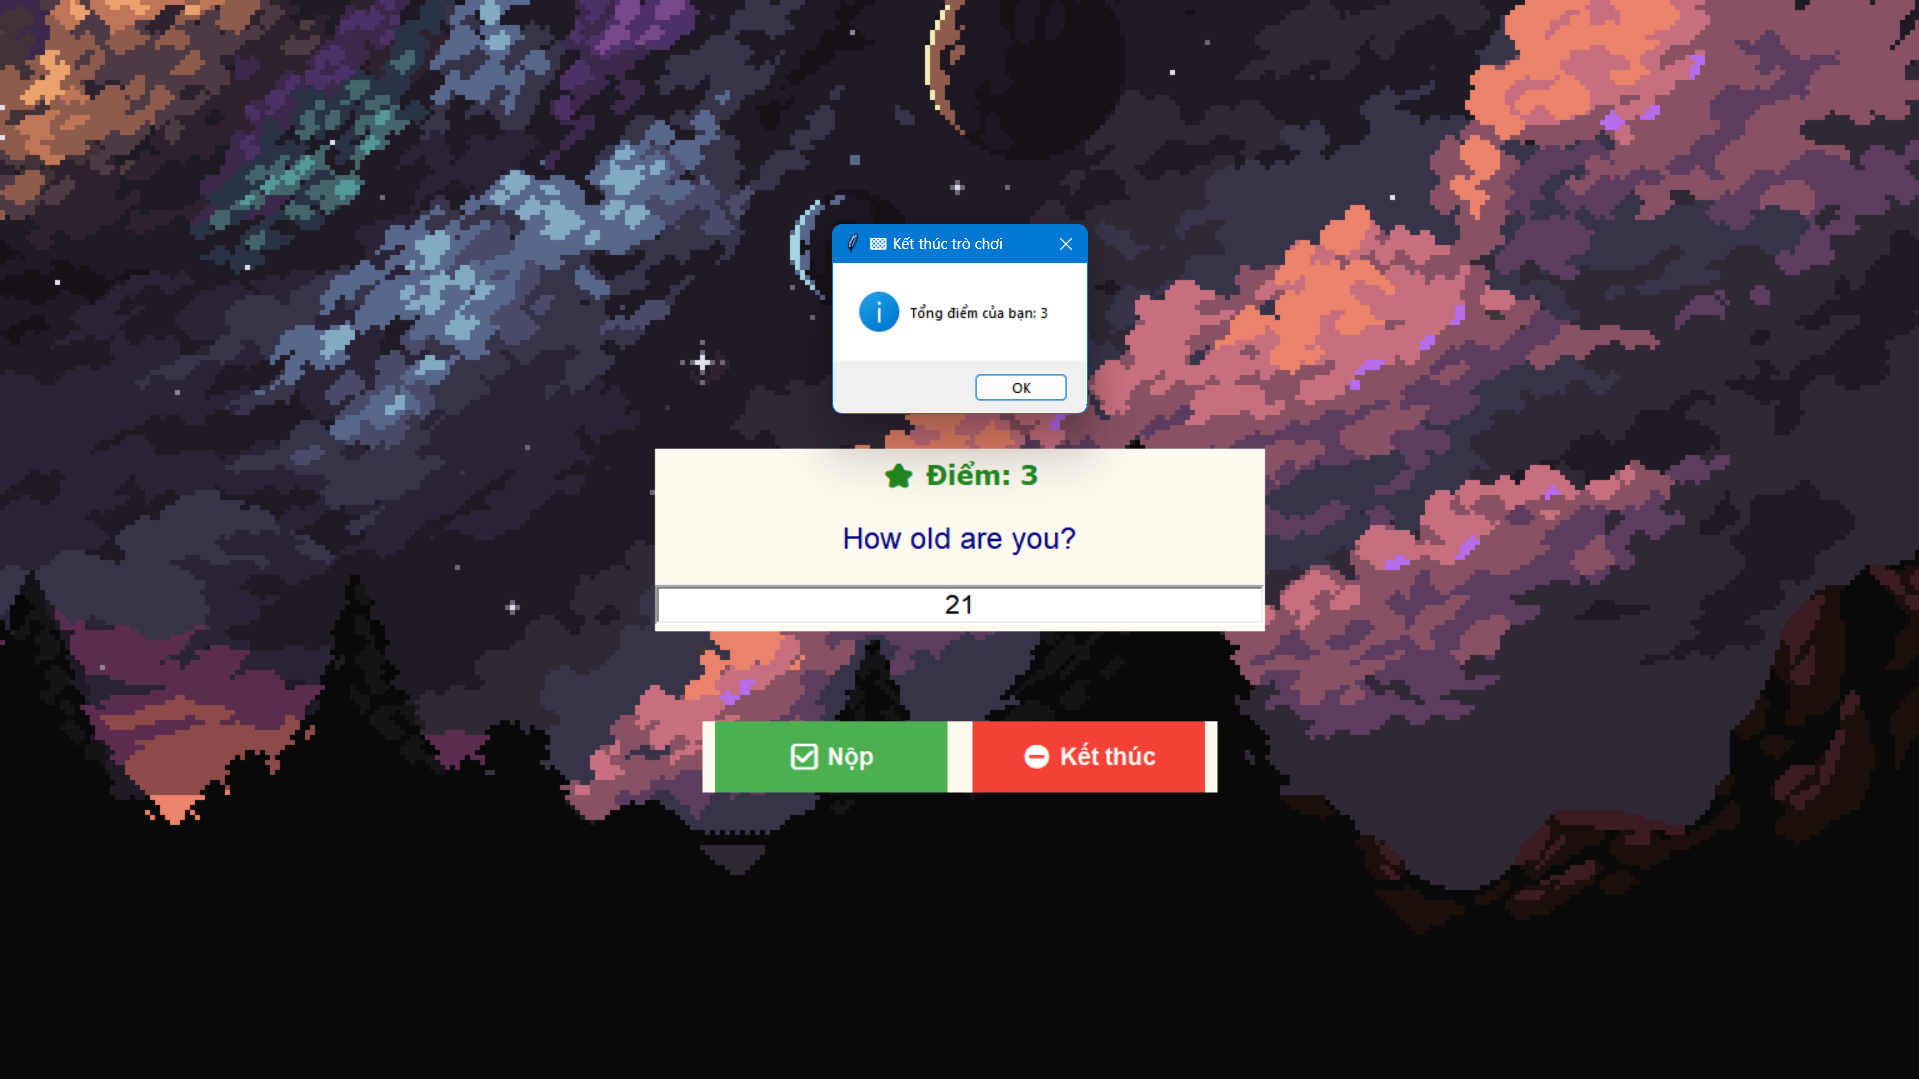 Kết thúc trò chơi
Tổng điểm của bạn: 3
OK
Điểm: 3
How old are you?
21
Nộp
Kết thúc